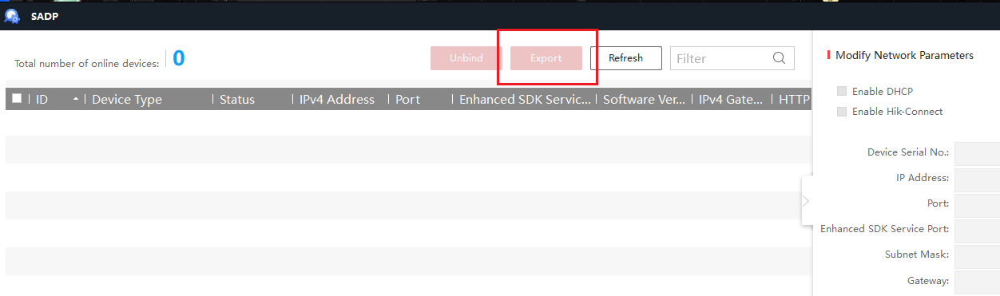 SADP
Total number of online devices: 0
Unbind
Export
Refresh
Filter
ID
Device Type
Status
IPv4 Address
Port
Enhanced SDK Servic...
Software Ver...
IPv4 Gate...
HTTP
Modify Network Parameters
Enable DHCP
Enable Hik-Connect
Device Serial No.:
IP Address:
Port:
Enhanced SDK Service Port:
Subnet Mask:
Gateway: